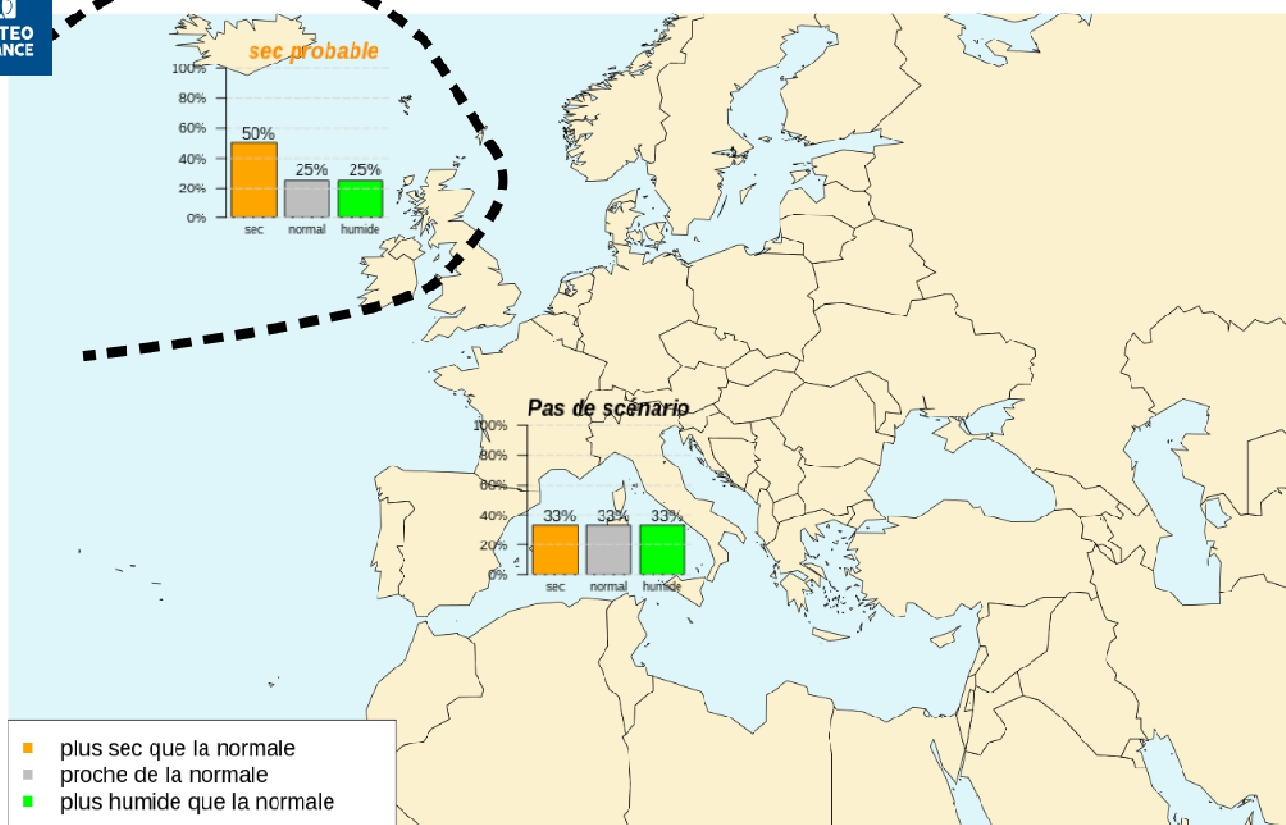 TEO
ANCE
sec probable
100%
80%
60%
40%
20%
0%
50%
25%
25%
sec
normal
humide
Pas de scénario
100%
80%
60%
40%
20%
0%
33%
33%
33%
sec
normal
humide
plus sec que la normale
proche de la normale
plus humide que la normale